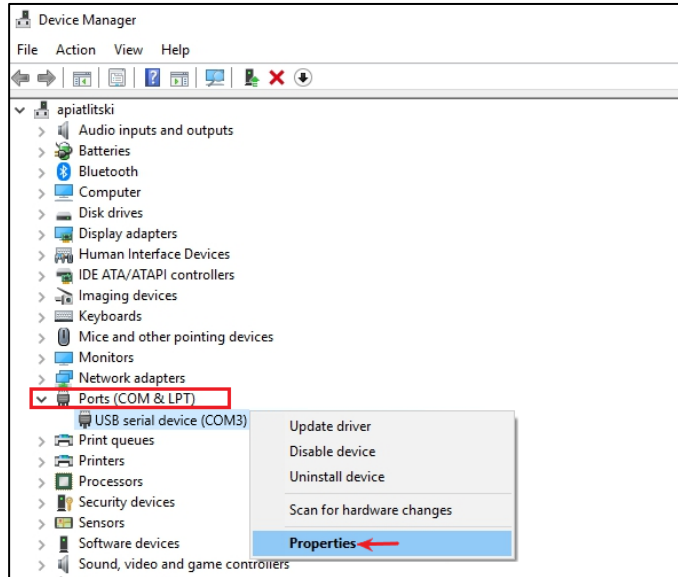 Device Manager
File Action View Help
apiatlitski
Audio inputs and outputs
Batteries
Bluetooth
Computer
Disk drives
Display adapters
Human Interface Devices
IDE ATA/ATAPI controllers
Imaging devices
Keyboards
Mice and other pointing devices
Monitors
Network adapters
Ports (COM & LPT)
USB serial device (COM3)
Print queues
Printers
Processors
Security devices
Sensors
Software devices
Sound, video and game controllers
Update driver
Disable device
Uninstall device
Scan for hardware changes
Properties